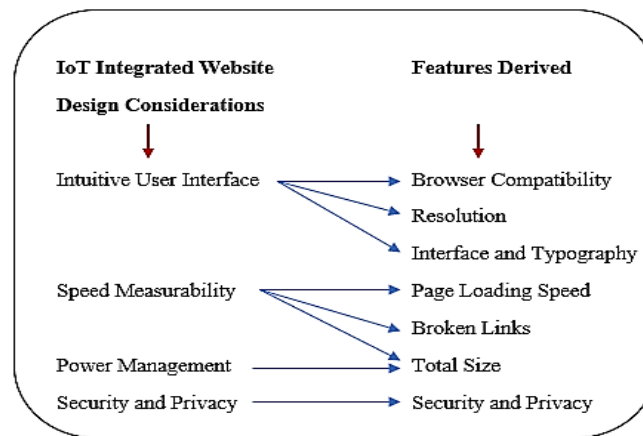 IoT Integrated Website
Design Considerations
Features Derived
Intuitive User Interface
Browser Compatibility
Resolution
Interface and Typography
Speed Measurability
Page Loading Speed
Broken Links
Power Management
Total Size
Security and Privacy
Security and Privacy